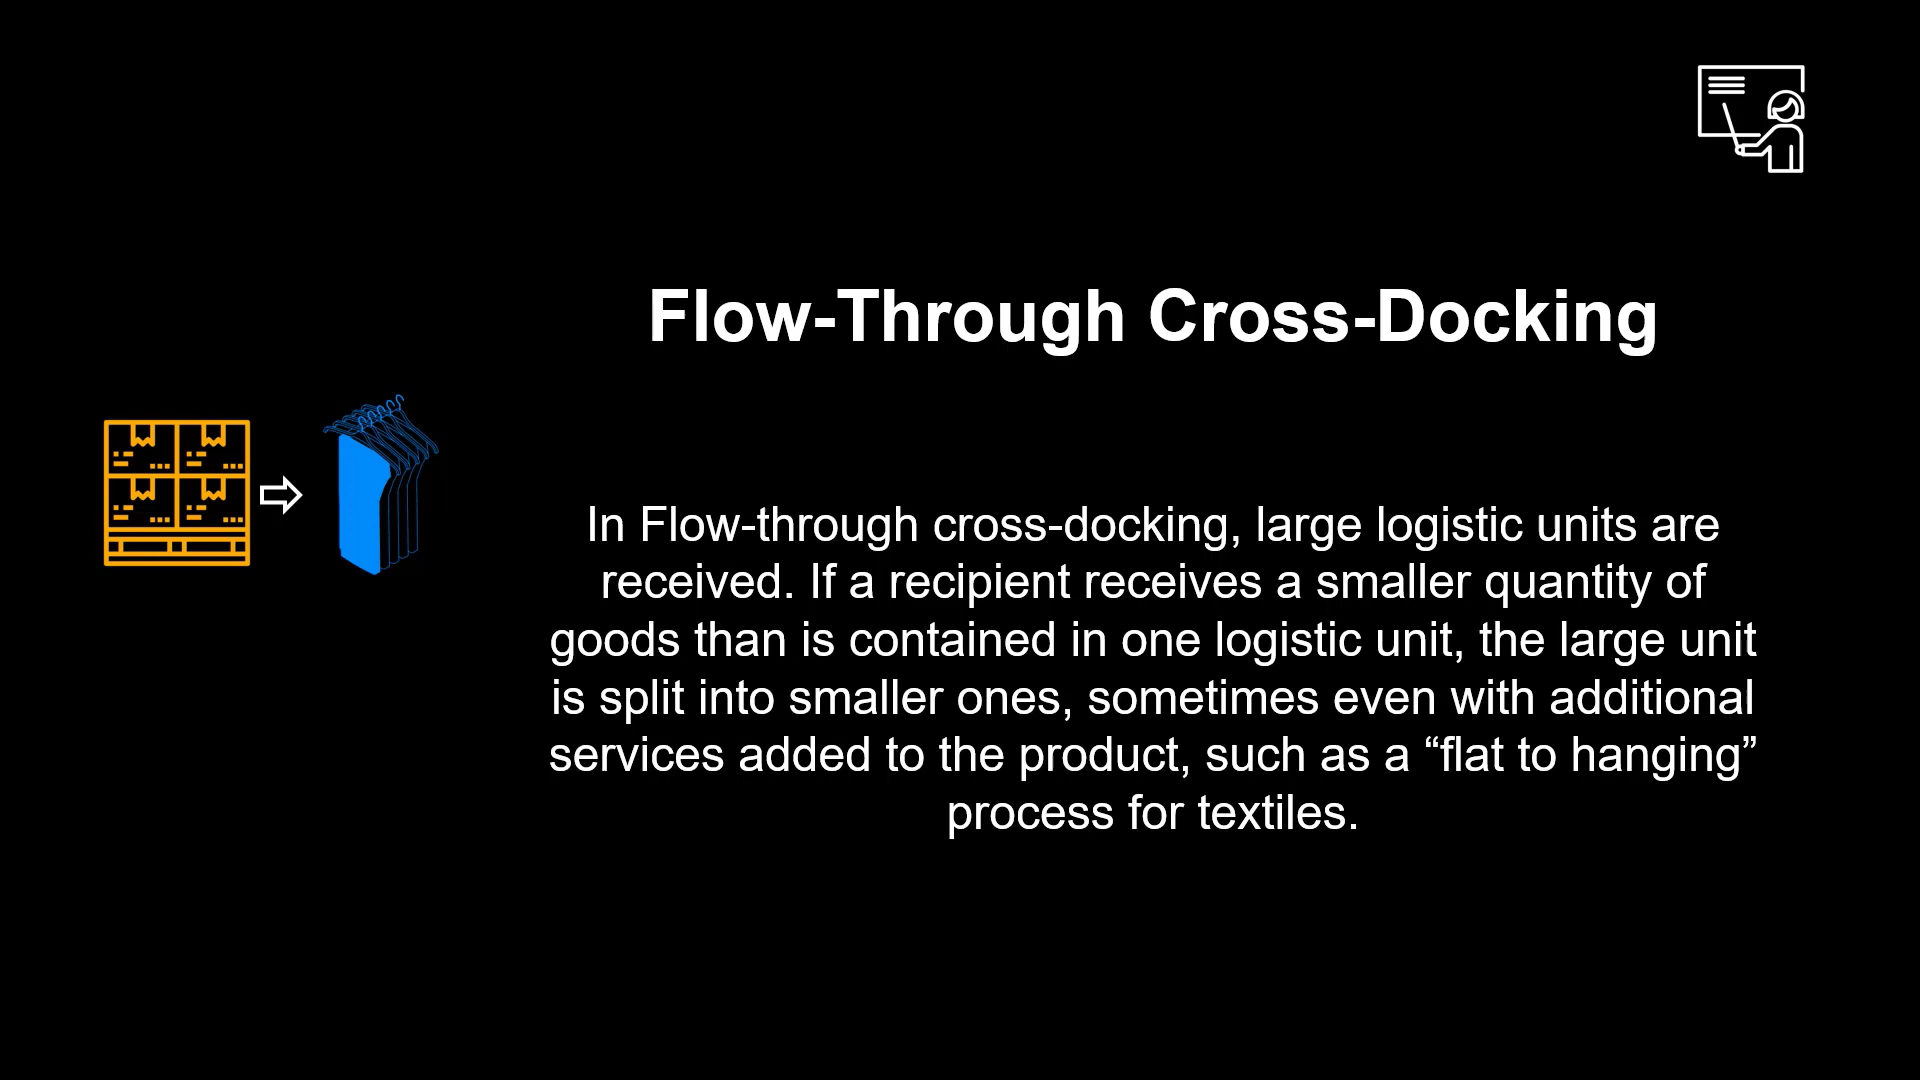 Flow-Through Cross-Docking
In Flow-through cross-docking, large logistic units are
received. If a recipient receives a smaller quantity of
goods than is contained in one logistic unit, the large unit
is split into smaller ones, sometimes even with additional
services added to the product, such as a “flat to hanging”
process for textiles.